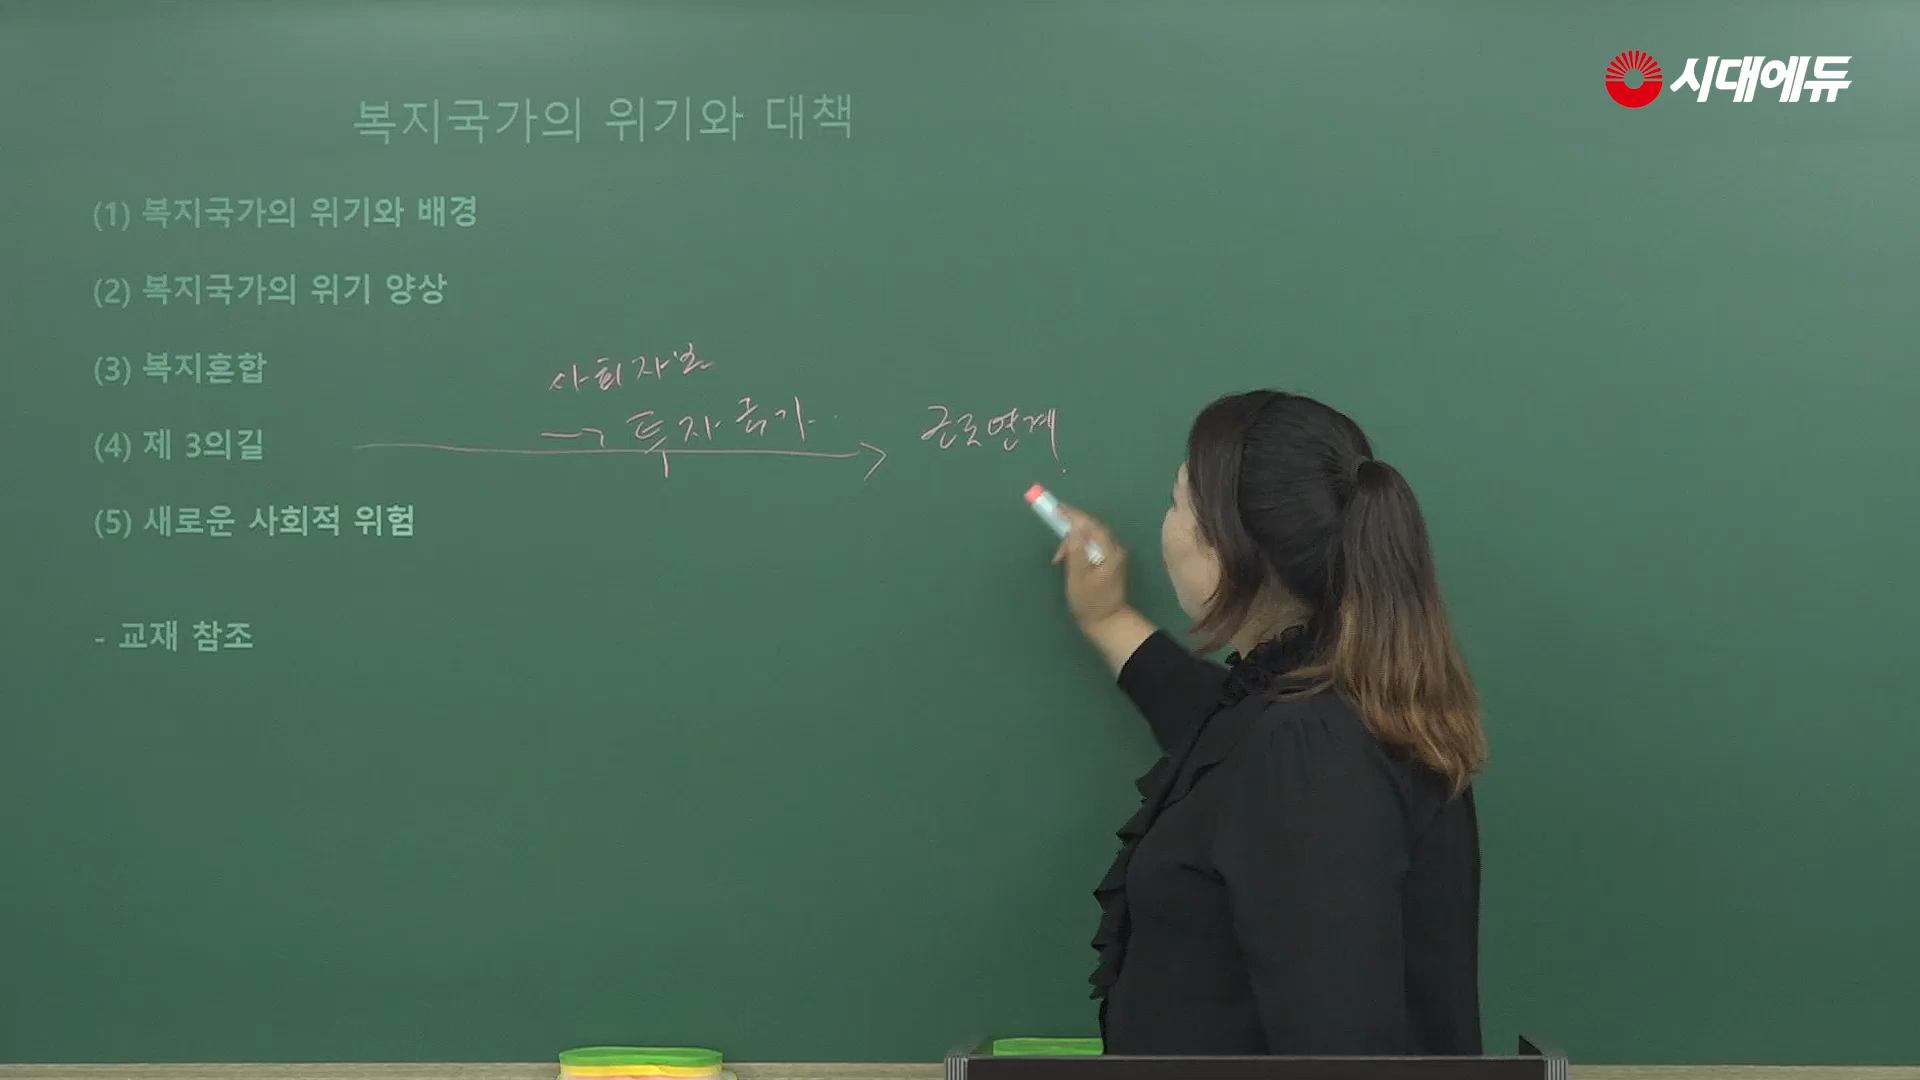 시대에듀
복지국가의 위기와 대책
(1) 복지국가의 위기와 배경
(2) 복지국가의 위기 양상
(3) 복지혼합
사회자본
(4) 제 3의길 → 투자국가 근로연계
(5) 새로운 사회적 위험
- 교재 참조